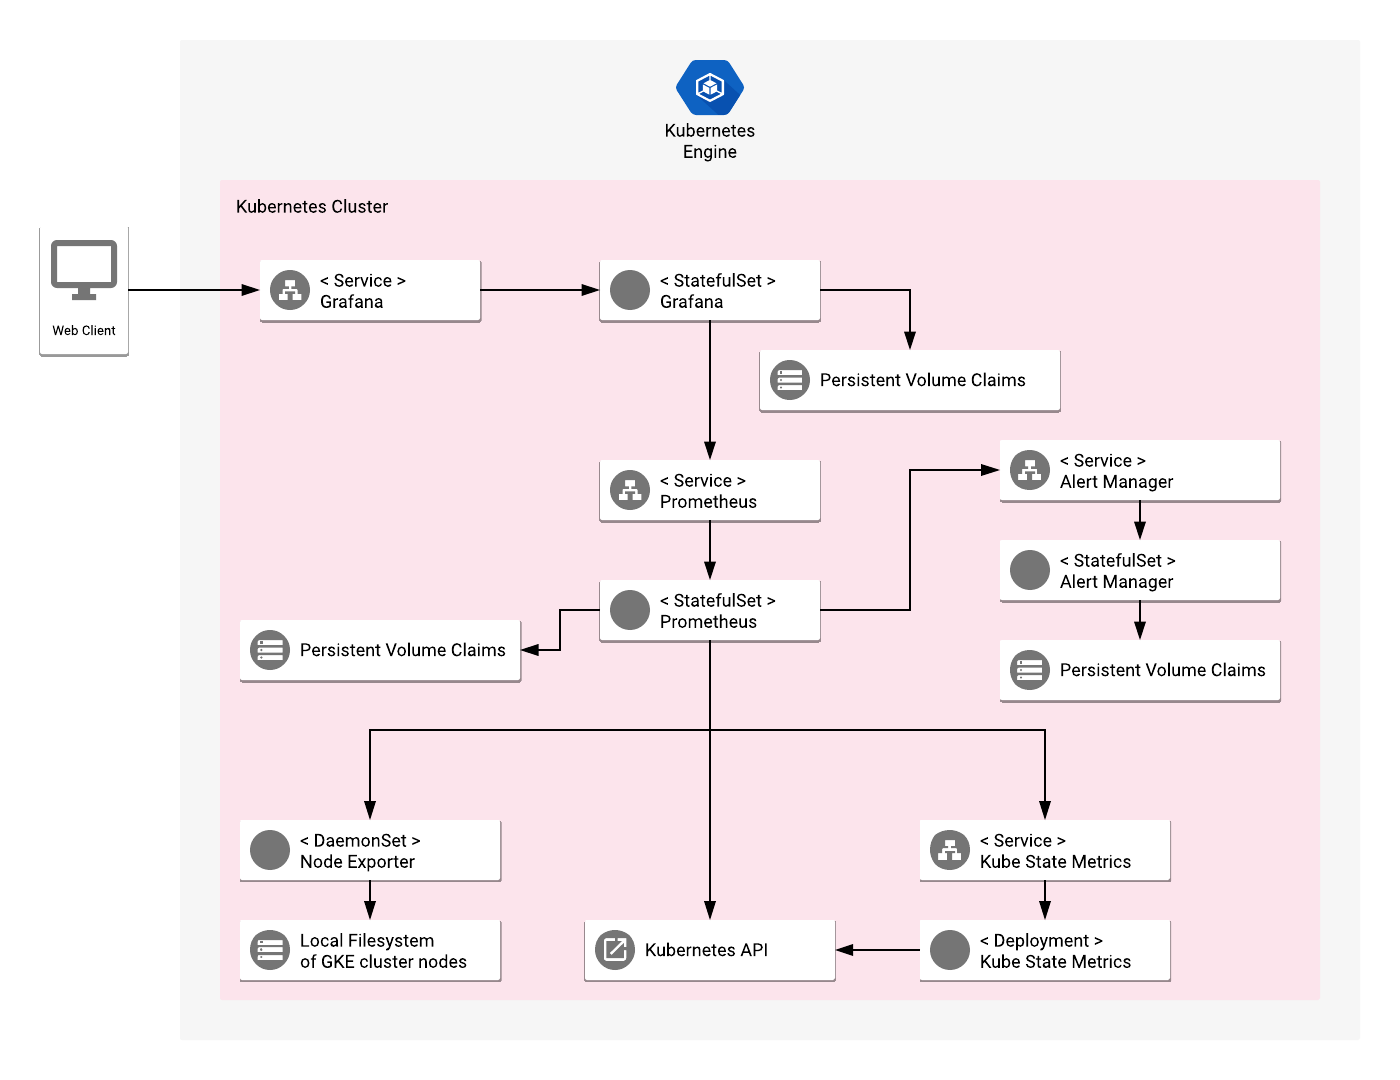 Kubernetes
Engine
Kubernetes Cluster
Web Client
< Service >
Grafana
< StatefulSet >
Grafana
Persistent Volume Claims
< Service >
Prometheus
< Service >
Alert Manager
< StatefulSet >
Alert Manager
< StatefulSet >
Prometheus
Persistent Volume Claims
Persistent Volume Claims
< DaemonSet >
Node Exporter
< Service >
Kube State Metrics
Local Filesystem
of GKE cluster nodes
Kubernetes API
< Deployment >
Kube State Metrics